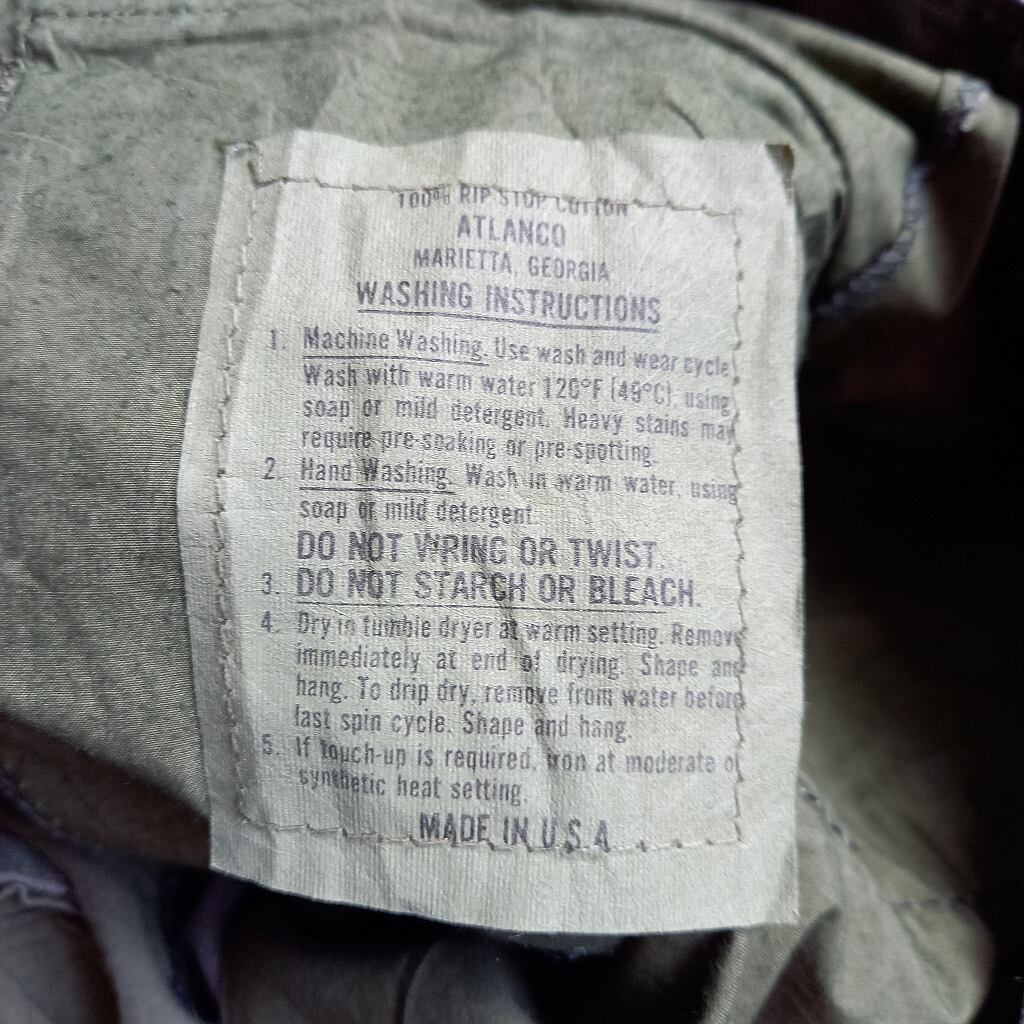 100% RIP STOP COTTON
ATLANCO
MARIETTA, GEORGIA
WASHING INSTRUCTIONS
1. Machine Washing. Use wash and wear cycle
Wash with warm water 120°F (49°C), using
soap or mild detergent. Heavy stains may
require pre-soaking or pre-spotting.
2. Hand Washing. Wash in warm water, using
soap or mild detergent.
DO NOT WRING OR TWIST.
3. DO NOT STARCH OR BLEACH.
4. Dry in tumble dryer at warm setting. Remove
immediately at end of drying. Shape and
hang. To drip dry, remove from water before
last spin cycle. Shape and hang.
5. If touch-up is required, iron at moderate or
synthetic heat setting.
MADE IN U.S.A